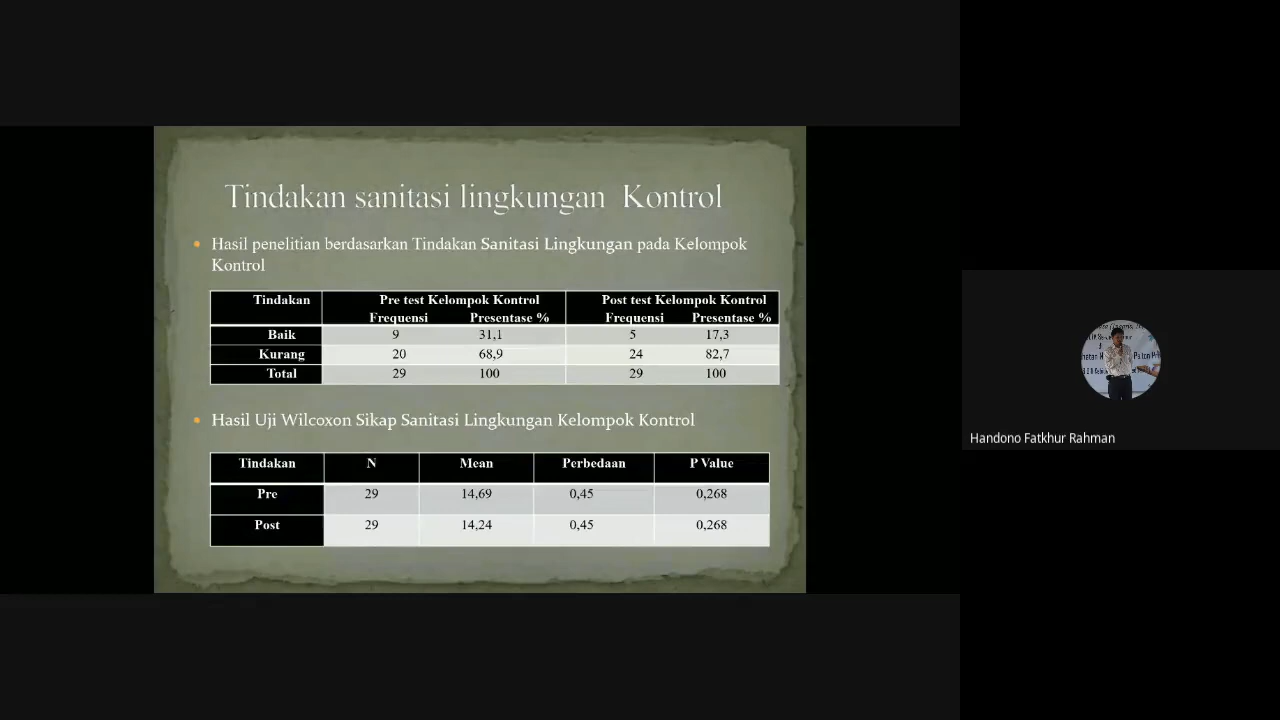 Tindakan sanitasi lingkungan Kontrol
Hasil penelitian berdasarkan Tindakan Sanitasi Lingkungan pada Kelompok
Kontrol
Tindakan Pre test Kelompok Kontrol Post test Kelompok Kontrol
Frequensi Presentase % Frequensi Presentase %
Baik 9 31,1 5 17,3
Kurang 20 68,9 24 82,7
Total 29 100 29 100
Hasil Uji Wilcoxon Sikap Sanitasi Lingkungan Kelompok Kontrol
Tindakan N Mean Perbedaan P Value
Pre 29 14,69 0,45 0,268
Post 29 14,24 0,45 0,268
Handono Fatkhur Rahman